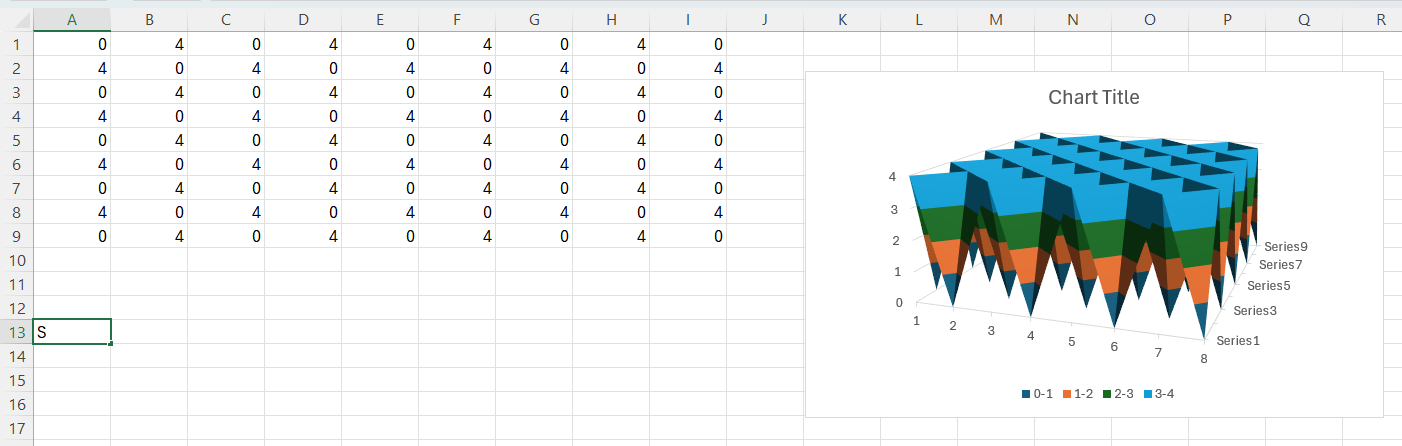 A B C D E F G H I J K L M N O P Q R
1 0 4 0 4 0 4 0 4 0
2 4 0 4 0 4 0 4 0 4
3 0 4 0 4 0 4 0 4 0
4 4 0 4 0 4 0 4 0 4
5 0 4 0 4 0 4 0 4 0
6 4 0 4 0 4 0 4 0 4
7 0 4 0 4 0 4 0 4 0
8 4 0 4 0 4 0 4 0 4
9 0 4 0 4 0 4 0 4 0
10
11
12
13 S
14
15
16
17
Chart Title
4
3
2
1
0
1 2 3 4 5 6 7 8
Series9
Series7
Series5
Series3
Series1
0-1 1-2 2-3 3-4